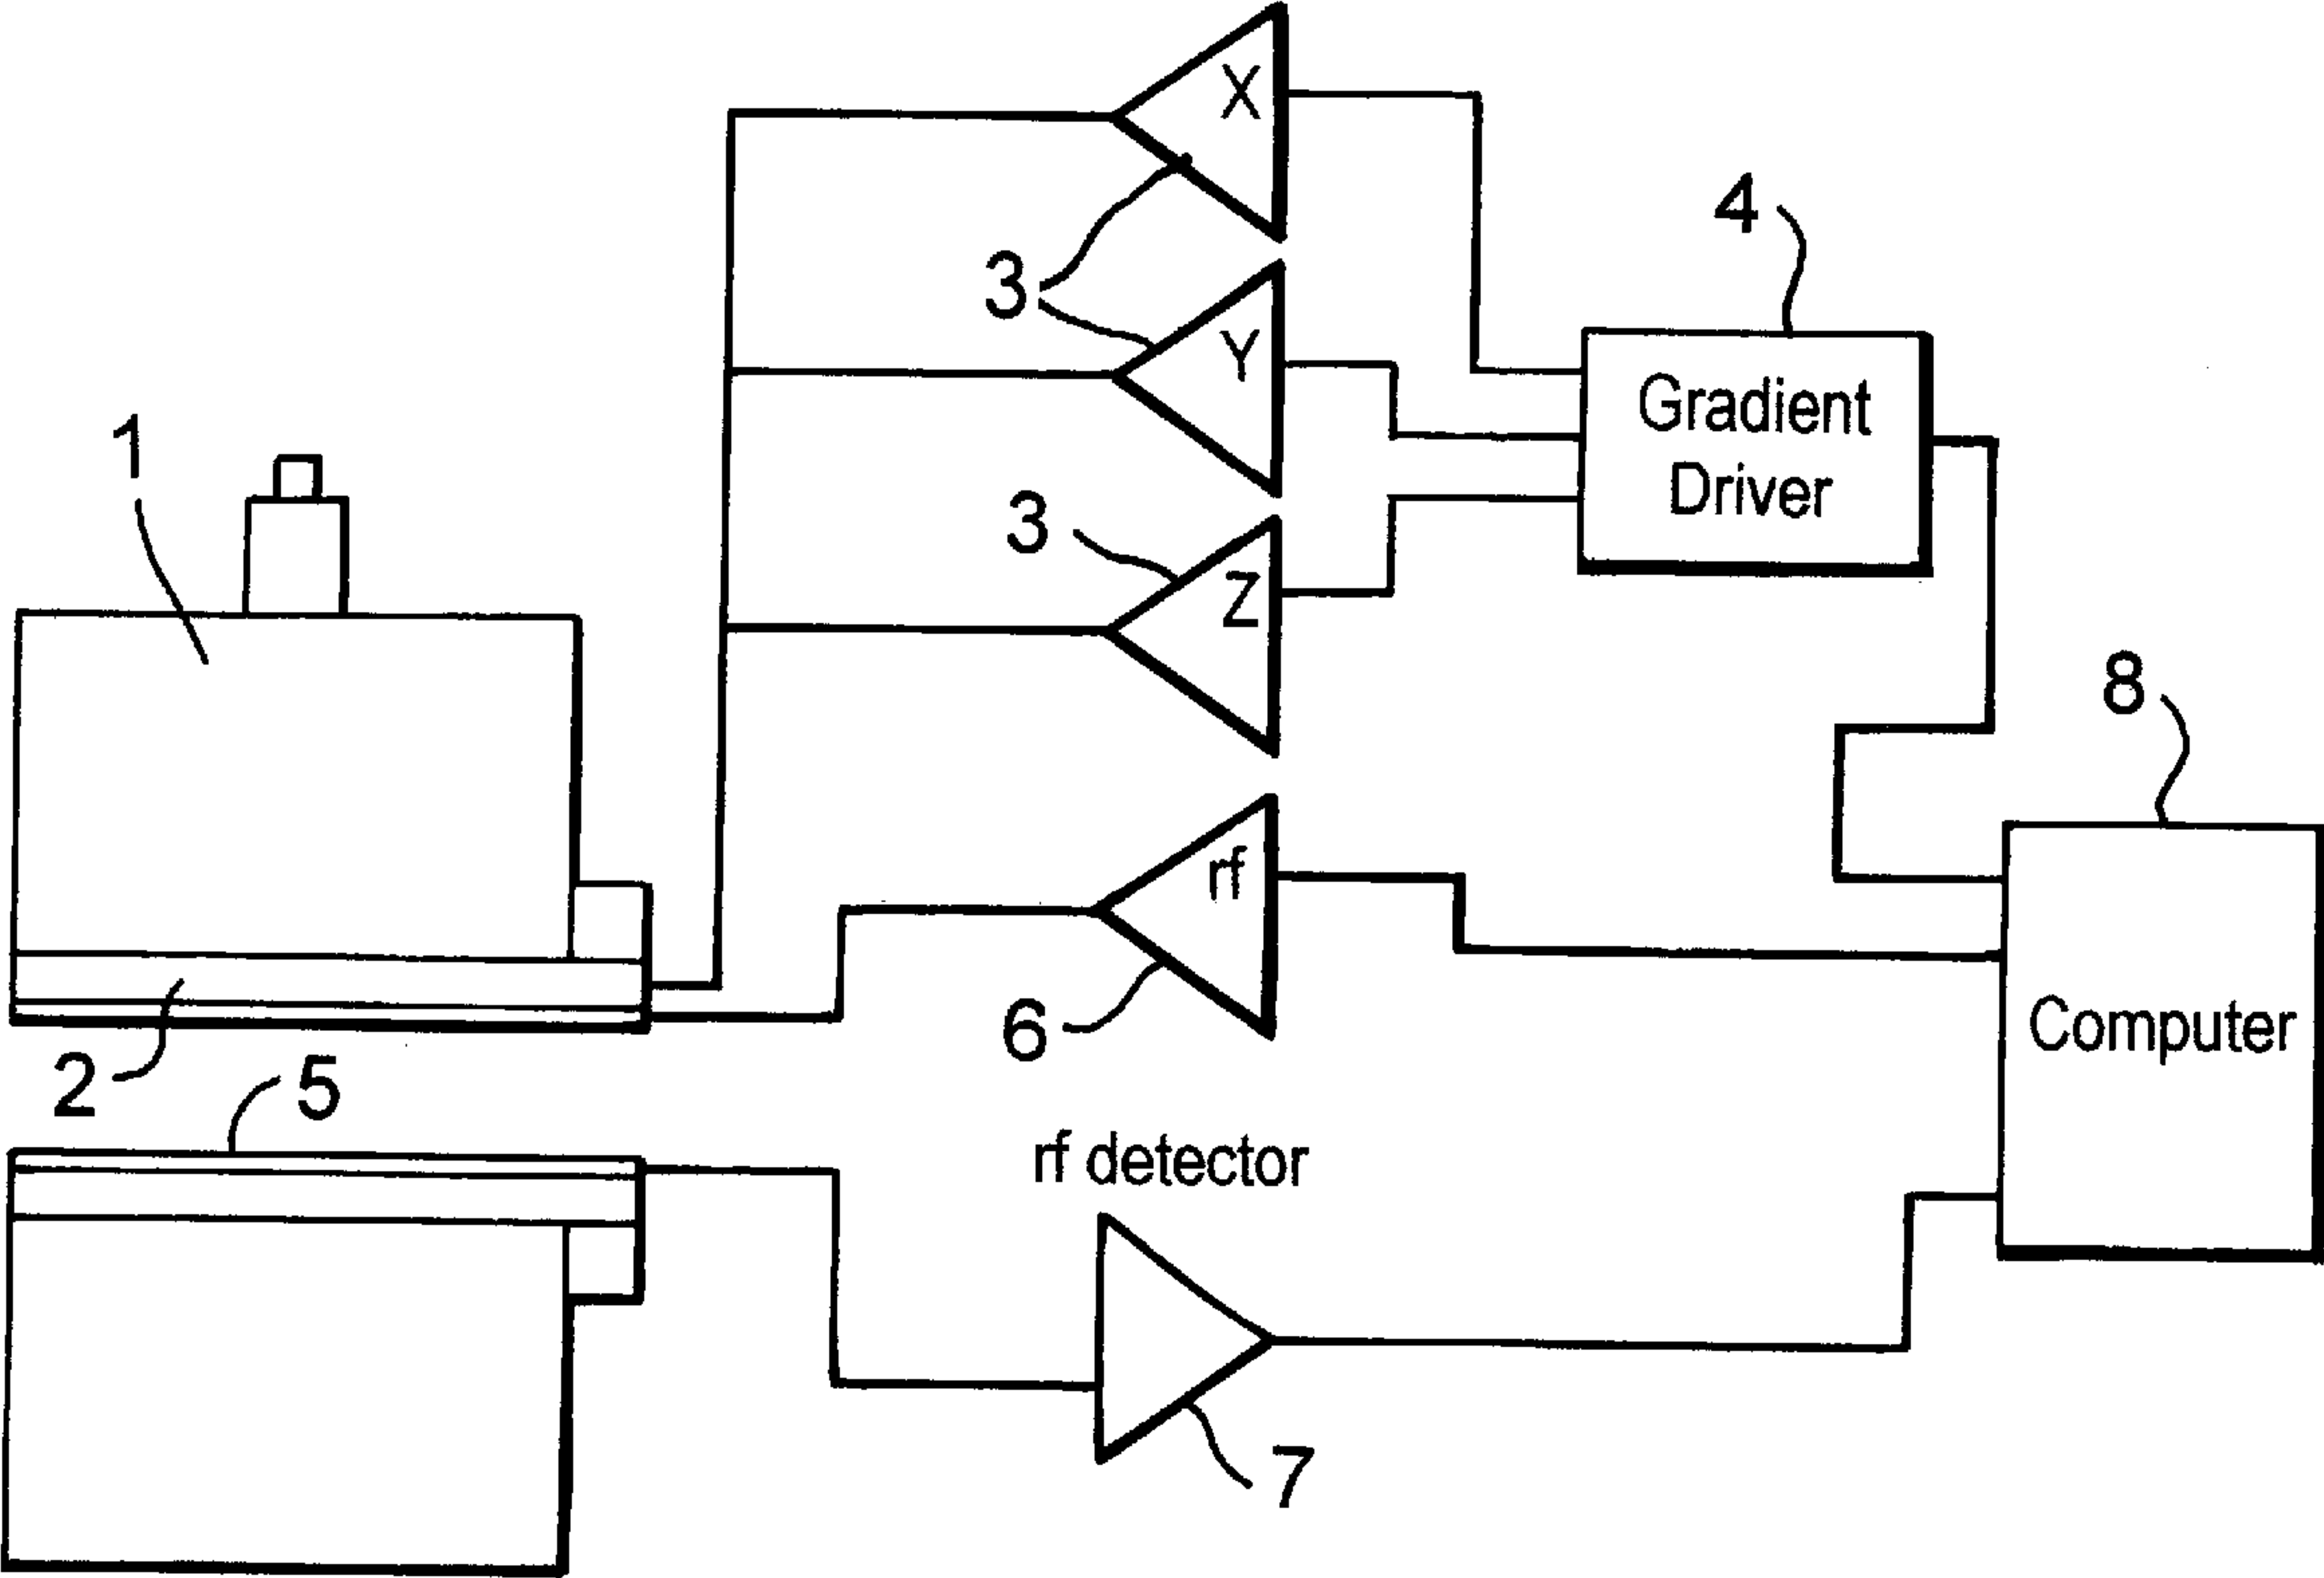 X
3
4
Y
Gradient
Driver
1
3
Z
8
rf
6
Computer
2
5
rf detector
7